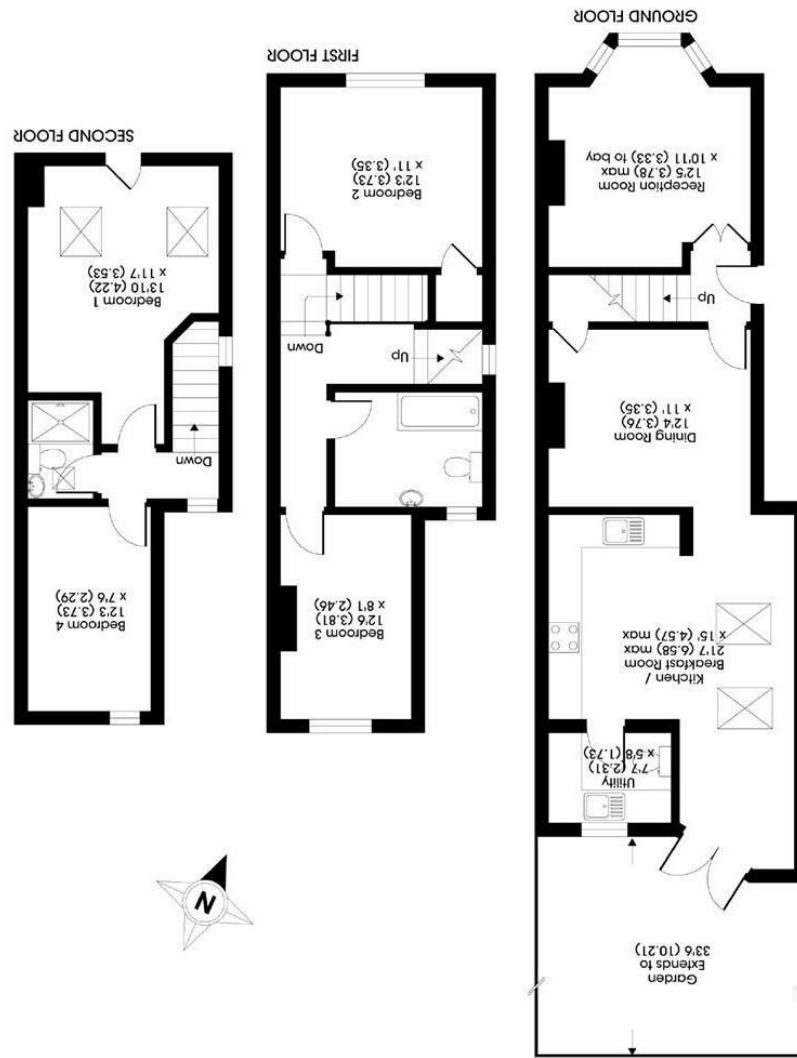 Garden
Extends to
33'6 (10.21)
Utility
7'7 (2.31)
x 5'8 (1.73)
Kitchen /
Breakfast Room
21'7 (6.58) max
x 15' (4.57) max
Dining Room
12'4 (3.76)
x 11' (3.35)
Up
Reception Room
12'5 (3.78) max
x 10'11 (3.33) to bay
GROUND FLOOR
N
Bedroom 3
12'6 (3.81)
x 8'1 (2.46)
Up
Down
Bedroom 2
12'3 (3.73)
x 11' (3.35)
FIRST FLOOR
Bedroom 4
12'3 (3.73)
x 7'6 (2.29)
Down
Bedroom 1
13'10 (4.22)
x 11'7 (3.53)
SECOND FLOOR